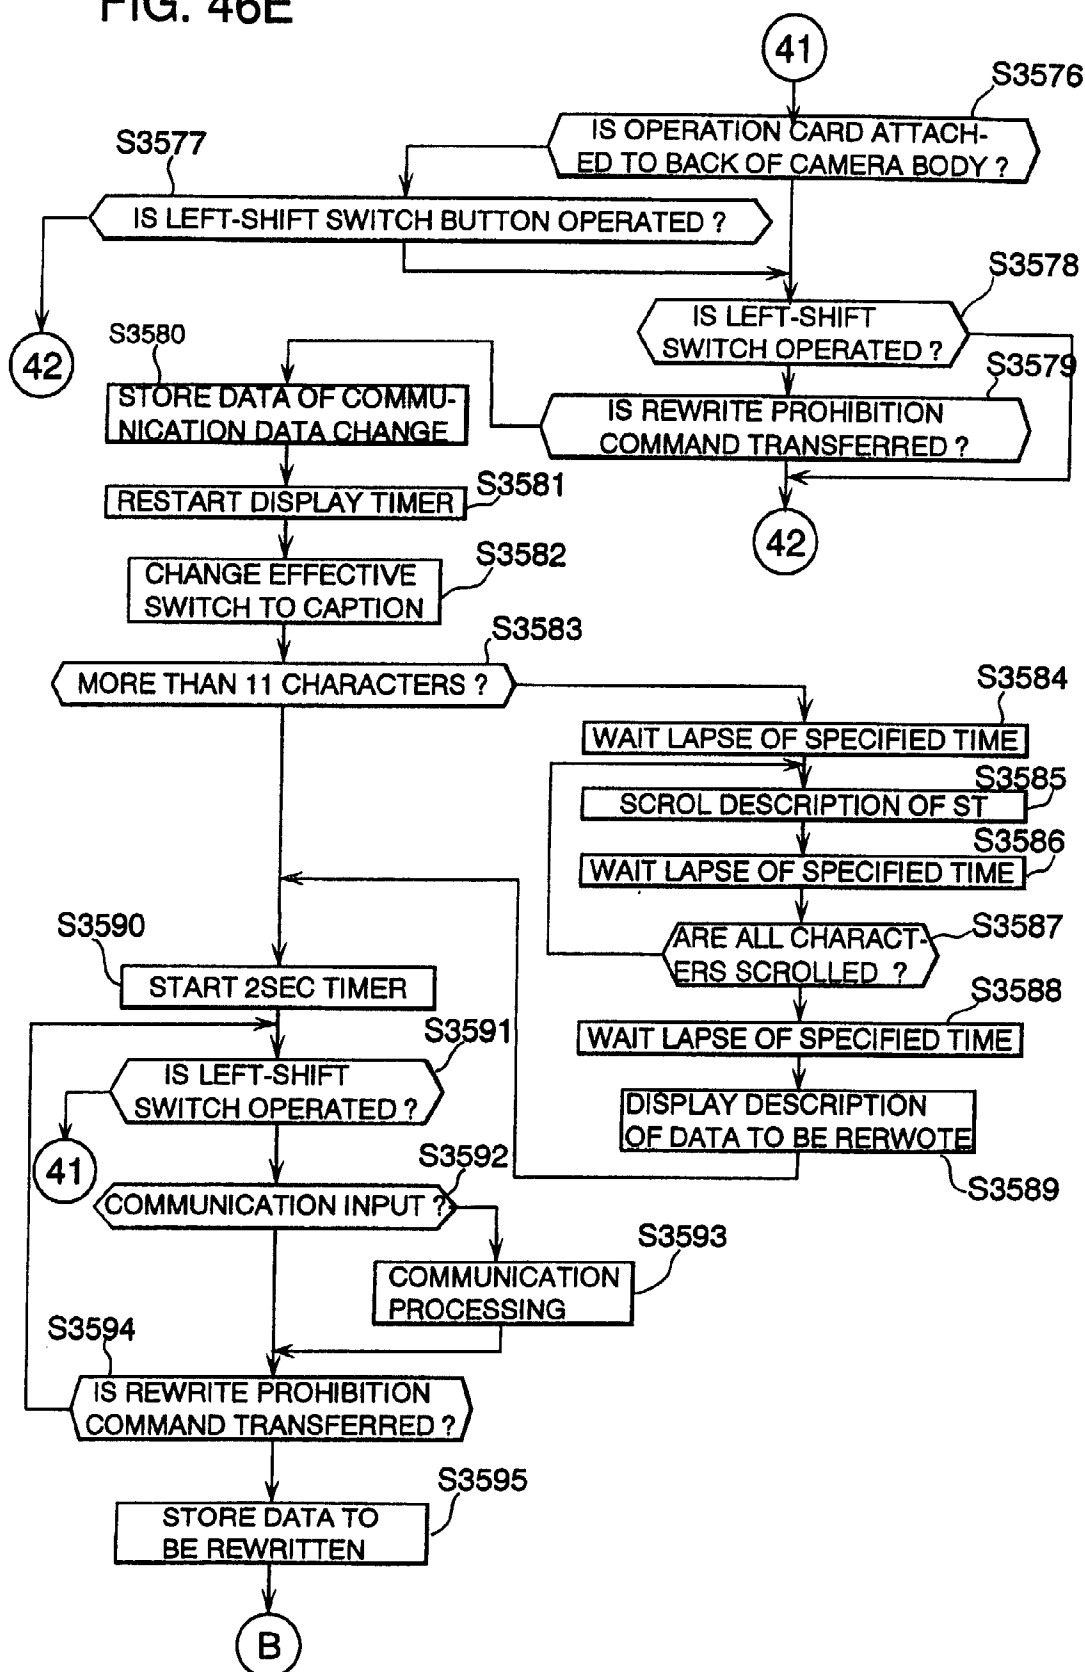 FIG. 46E
41
S3576
IS OPERATION CARD ATTACH-
ED TO BACK OF CAMERA BODY ?
S3577
IS LEFT-SHIFT SWITCH BUTTON OPERATED ?
42
S3578
IS LEFT-SHIFT
SWITCH OPERATED ?
S3579
IS REWRITE PROHIBITION
COMMAND TRANSFERRED ?
42
S3580
STORE DATA OF COMMU-
NICATION DATA CHANGE
S3581
RESTART DISPLAY TIMER
S3582
CHANGE EFFECTIVE
SWITCH TO CAPTION
S3583
MORE THAN 11 CHARACTERS ?
S3584
WAIT LAPSE OF SPECIFIED TIME
S3585
SCROL DESCRIPTION OF ST
S3586
WAIT LAPSE OF SPECIFIED TIME
S3587
ARE ALL CHARACT-
ERS SCROLLED ?
S3588
WAIT LAPSE OF SPECIFIED TIME
DISPLAY DESCRIPTION
OF DATA TO BE RERWOTE
S3589
S3590
START 2SEC TIMER
S3591
IS LEFT-SHIFT
SWITCH OPERATED ?
41
S3592
COMMUNICATION INPUT ?
S3593
COMMUNICATION
PROCESSING
S3594
IS REWRITE PROHIBITION
COMMAND TRANSFERRED ?
S3595
STORE DATA TO
BE REWRITTEN
B